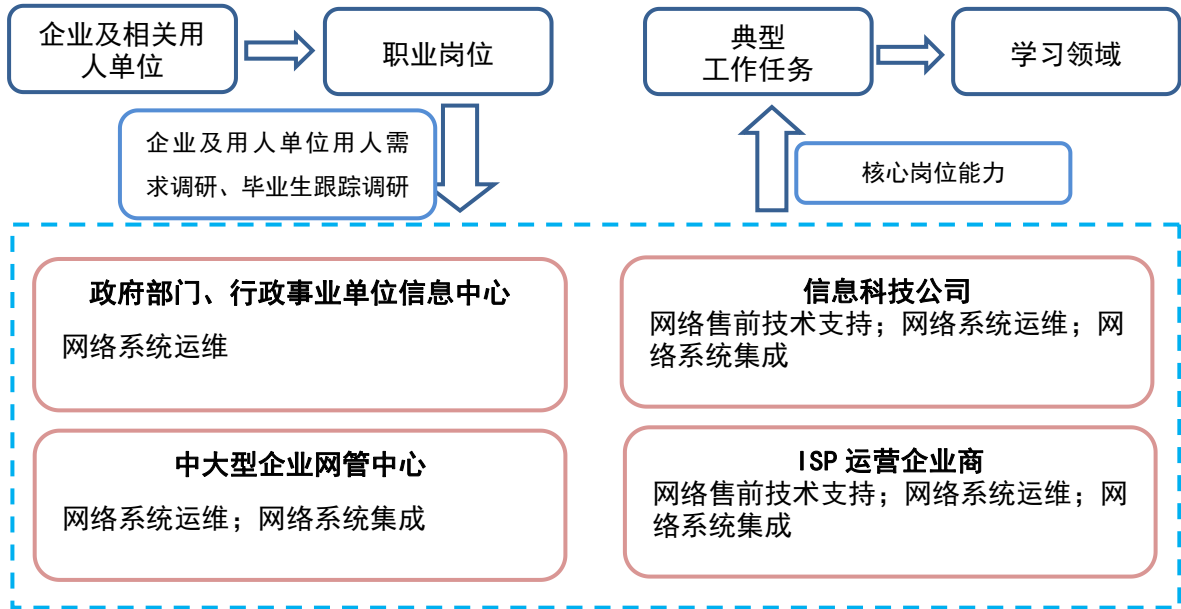 企业及相关用
人单位
职业岗位
典型
工作任务
学习领域
企业及用人单位用人需
求调研、毕业生跟踪调研
核心岗位能力
政府部门、行政事业单位信息中心
网络系统运维
信息科技公司
网络售前技术支持；网络系统运维；网
络系统集成
中大型企业网管中心
网络系统运维；网络系统集成
ISP 运营企业商
网络售前技术支持；网络系统运维；网
络系统集成